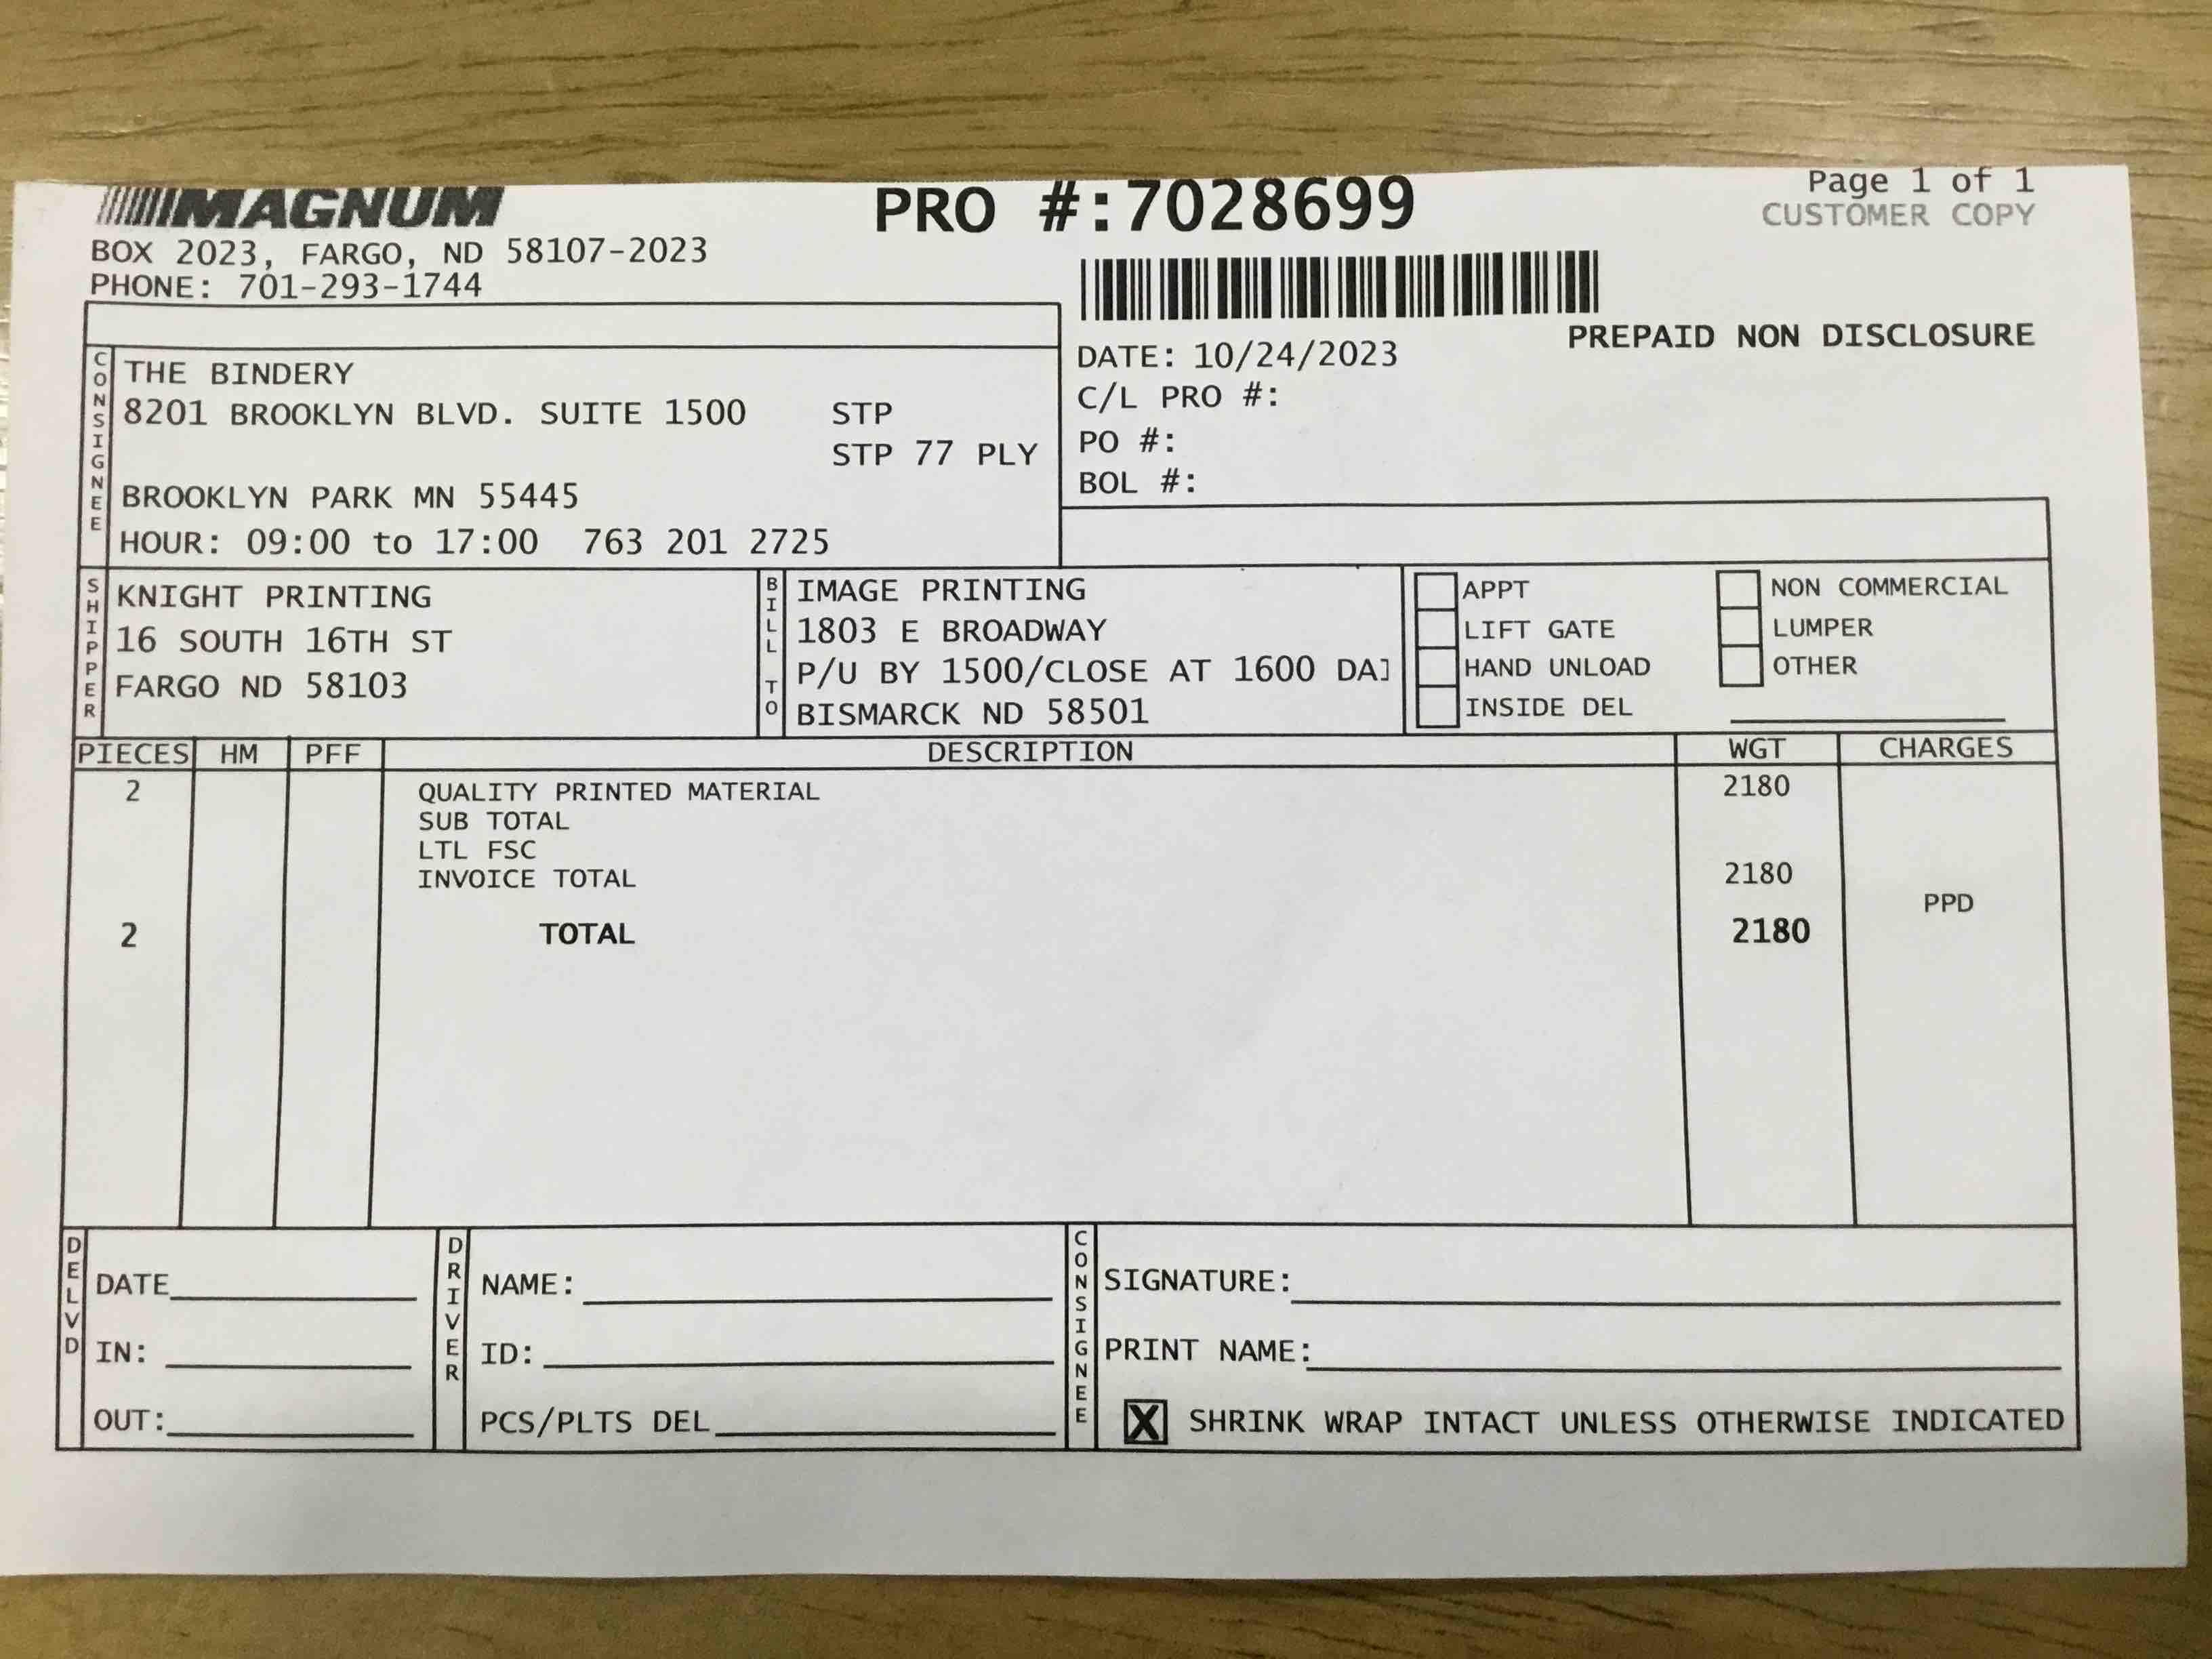 MAGNUM
BOX 2023, FARGO, ND 58107-2023
PHONE: 701-293-1744
PRO #:7028699
Page 1 of 1
CUSTOMER COPY
PREPAID NON DISCLOSURE
DATE: 10/24/2023
C/L PRO #:
PO #:
BOL #:
CONSIGNEE
THE BINDERY
8201 BROOKLYN BLVD. SUITE 1500 STP
STP 77 PLY
BROOKLYN PARK MN 55445
HOUR: 09:00 to 17:00 763 201 2725
SHIPPER
KNIGHT PRINTING
16 SOUTH 16TH ST
FARGO ND 58103
BILL TO
IMAGE PRINTING
1803 E BROADWAY
P/U BY 1500/CLOSE AT 1600 DA
BISMARCK ND 58501
APPT
LIFT GATE
HAND UNLOAD
INSIDE DEL
NON COMMERCIAL
LUMPER
OTHER
PIECES HM PFF DESCRIPTION WGT CHARGES
2 QUALITY PRINTED MATERIAL 2180
SUB TOTAL
LTL FSC
INVOICE TOTAL 2180
PPD
2 TOTAL 2180
DELVD
DATE
IN:
OUT:
DRIVER
NAME:
ID:
PCS/PLTS DEL
CONSIGNEE
SIGNATURE:
PRINT NAME:
X SHRINK WRAP INTACT UNLESS OTHERWISE INDICATED